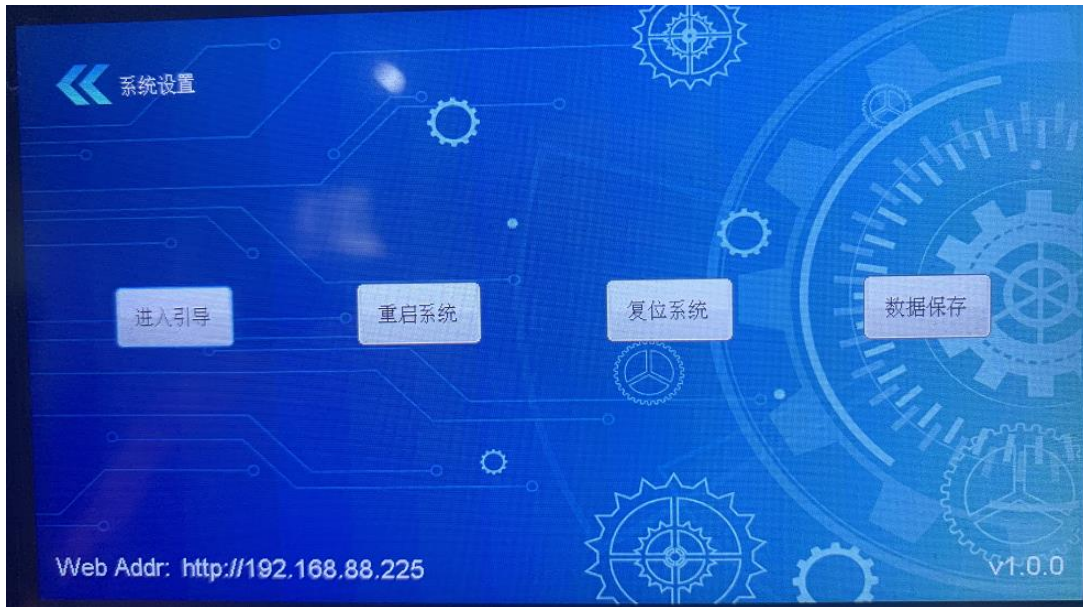 系统设置
进入引导
重启系统
复位系统
数据保存
Web Addr: http://192.168.88.225
v1.0.0